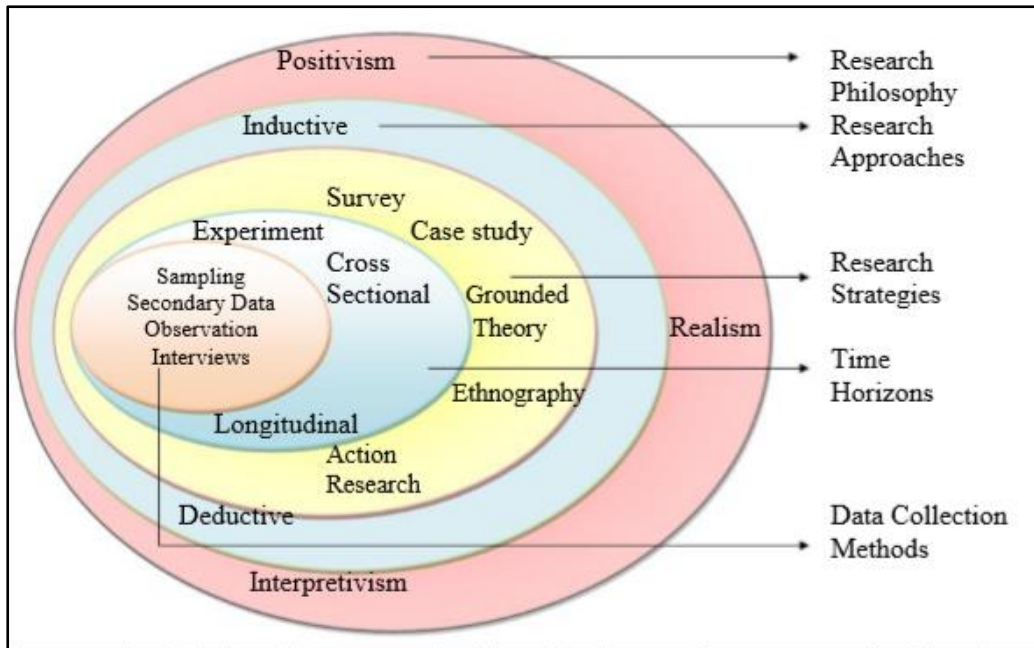 Positivism
Research
Philosophy
Inductive
Research
Approaches
Survey
Experiment
Case study
Cross
Sectional
Sampling
Secondary Data
Observation
Interviews
Grounded
Theory
Research
Strategies
Realism
Time
Horizons
Ethnography
Longitudinal
Action
Research
Deductive
Data Collection
Methods
Interpretivism